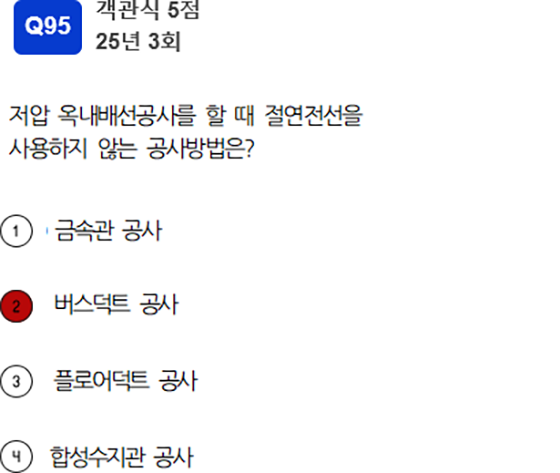 Q95
객관식 5점
25년 3회
저압 옥내배선공사를 할 때 절연전선을
사용하지 않는 공사방법은?
1 금속관 공사
2 버스덕트 공사
3 플로어덕트 공사
4 합성수지관 공사